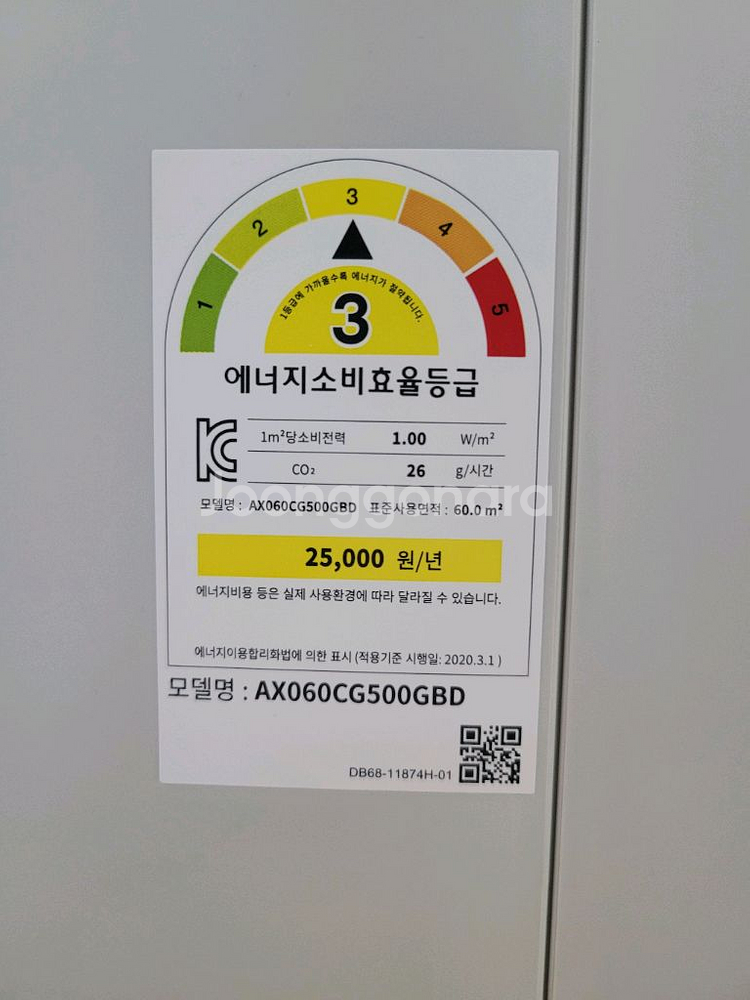 1 2 3 4 5
1등급에 가까울수록 에너지가 절약됩니다.
3
에너지소비효율등급
1m²당소비전력 1.00 W/m²
CO₂ 26 g/시간
모델명 : AX060CG500GBD 표준사용면적 : 60.0 m²
Joonggonara
25,000 원/년
에너지비용 등은 실제 사용환경에 따라 달라질 수 있습니다.
에너지이용합리화법에 의한 표시 (적용기준 시행일: 2020.3.1 )
모델명 : AX060CG500GBD
DB68-11874H-01